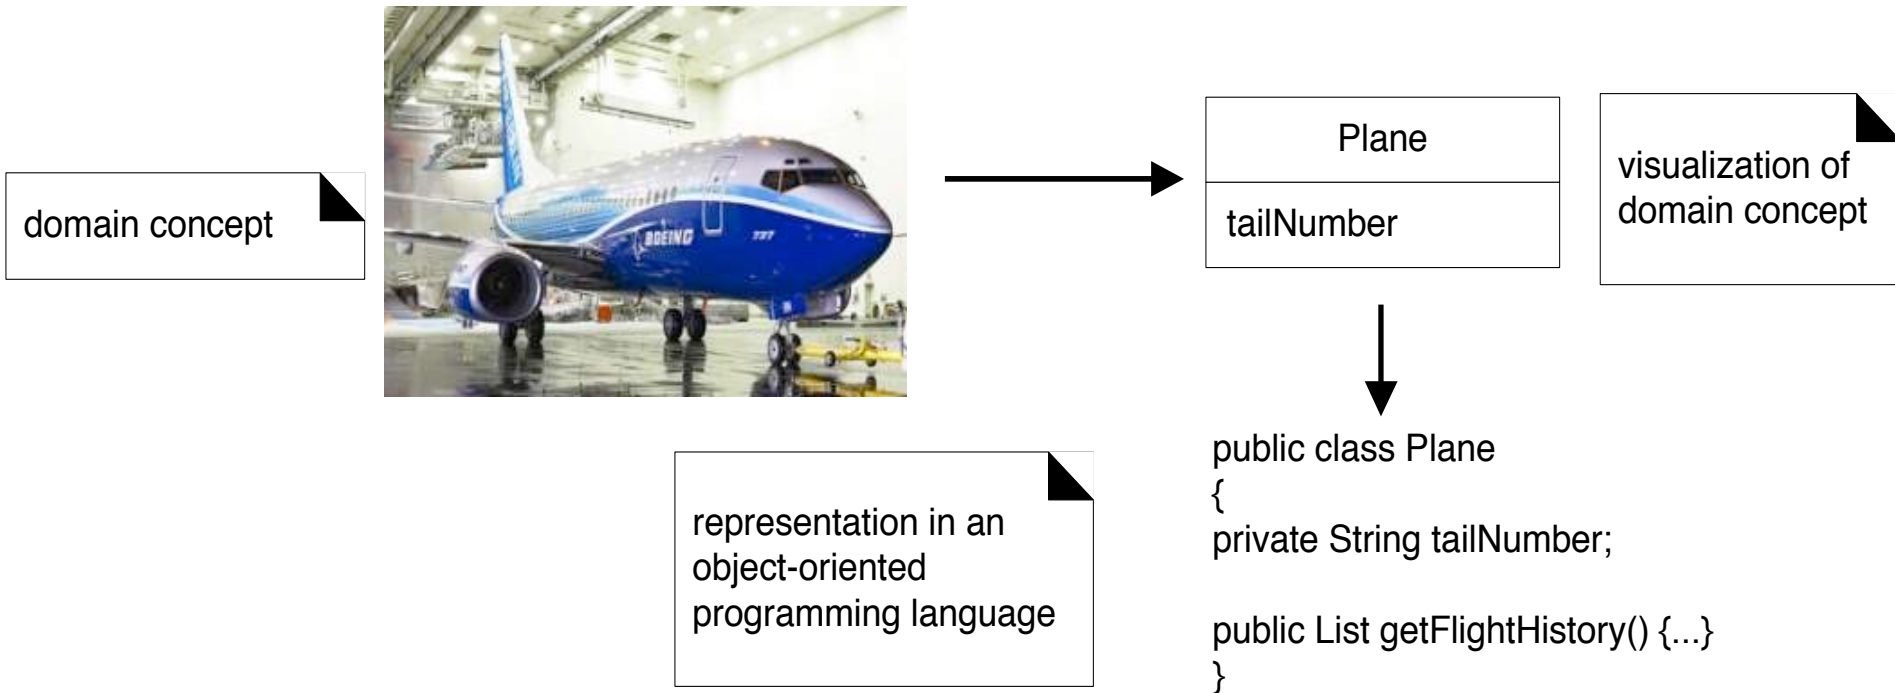 domain concept
BOEING
737
Plane
tailNumber
visualization of
domain concept
representation in an
object-oriented
programming language
public class Plane
{
private String tailNumber;
public List getFlightHistory() {...}
}